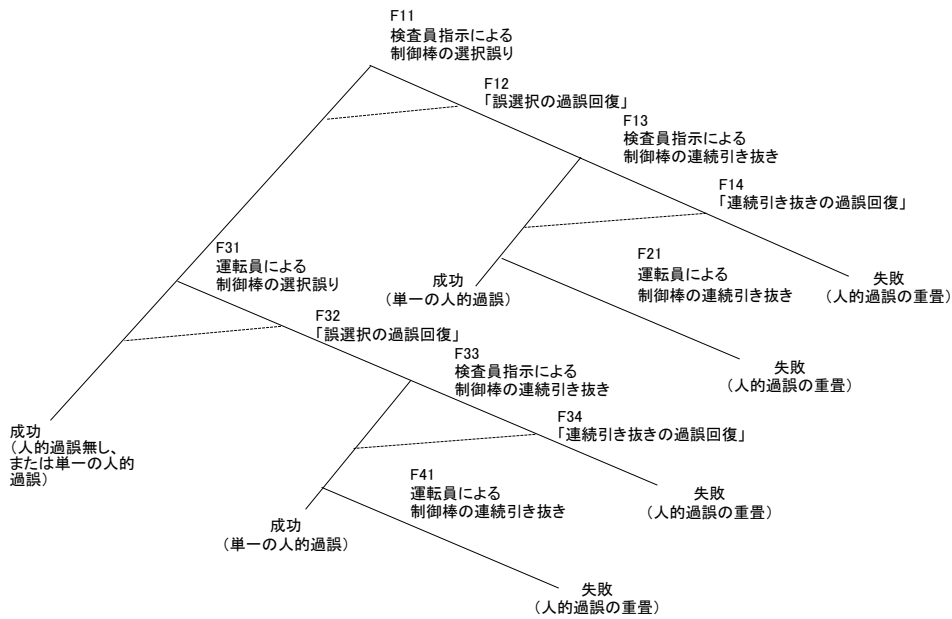 F11
検査員指示による
制御棒の選択誤り
F12
「誤選択の過誤回復」
F13
検査員指示による
制御棒の連続引き抜き
F14
「連続引き抜きの過誤回復」
F21
運転員による
制御棒の連続引き抜き
成功
（単一の人的過誤）
失敗
（人的過誤の重畳）
失敗
（人的過誤の重畳）
F31
運転員による
制御棒の選択誤り
F32
「誤選択の過誤回復」
F33
検査員指示による
制御棒の連続引き抜き
F34
「連続引き抜きの過誤回復」
成功
（人的過誤無し、
または単一の人的
過誤）
F41
運転員による
制御棒の連続引き抜き
成功
（単一の人的過誤）
失敗
（人的過誤の重畳）
失敗
（人的過誤の重畳）